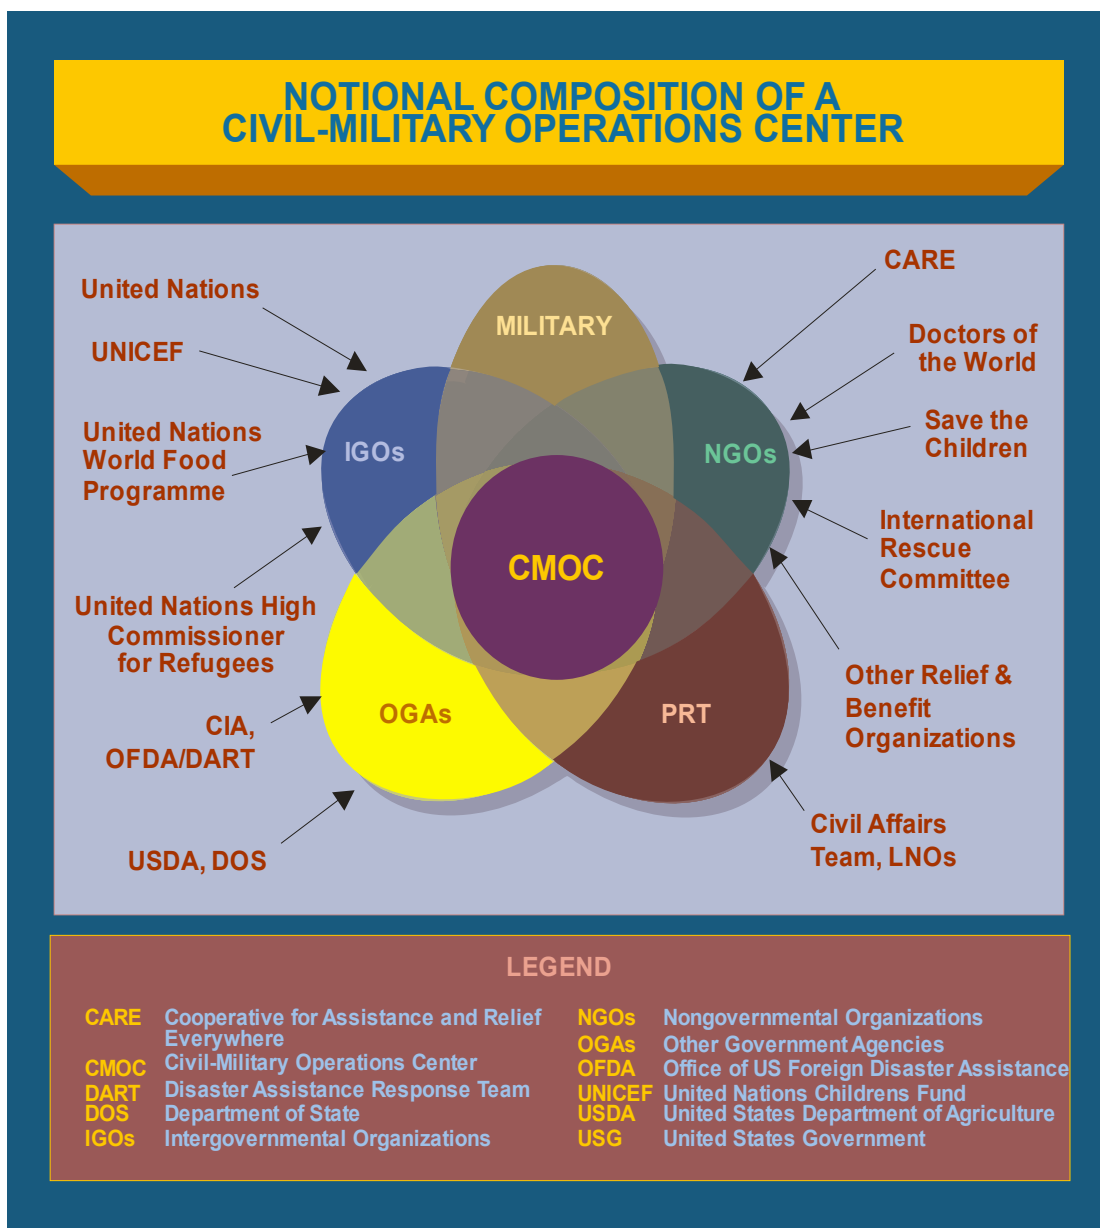 NOTIONAL COMPOSITION OF A
CIVIL-MILITARY OPERATIONS CENTER
United Nations
UNICEF
United Nations
World Food
Programme
United Nations High
Commissioner
for Refugees
CIA,
OFDA/DART
USDA, DOS
MILITARY
IGOs
NGOs
CMOC
OGAs
PRT
CARE
Doctors of
the World
Save the
Children
International
Rescue
Committee
Other Relief &
Benefit
Organizations
Civil Affairs
Team, LNOs
LEGEND
CARE Cooperative for Assistance and Relief
Everywhere
CMOC Civil-Military Operations Center
DART Disaster Assistance Response Team
DOS Department of State
IGOs Intergovernmental Organizations
NGOs Nongovernmental Organizations
OGAs Other Government Agencies
OFDA Office of US Foreign Disaster Assistance
UNICEF United Nations Childrens Fund
USDA United States Department of Agriculture
USG United States Government